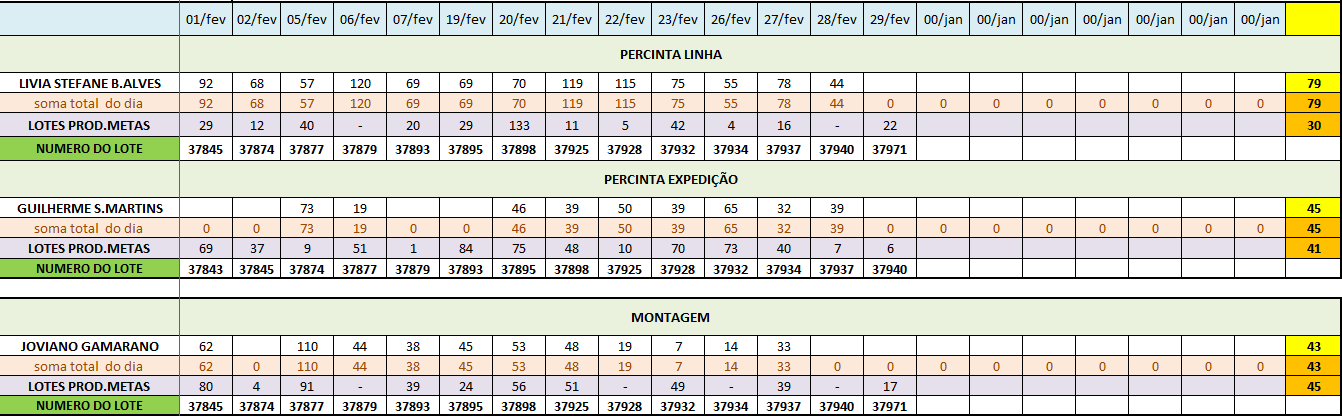 01/fev 02/fev 05/fev 06/fev 07/fev 19/fev 20/fev 21/fev 22/fev 23/fev 26/fev 27/fev 28/fev 29/fev 00/jan 00/jan 00/jan 00/jan 00/jan 00/jan 00/jan
PERCINTA LINHA
LIVIA STEFANE B.ALVES 92 68 57 120 69 69 70 119 115 75 55 78 44 79
soma total do dia 92 68 57 120 69 69 70 119 115 75 55 78 44 0 0 0 0 0 0 0 0 79
LOTES PROD.METAS 29 12 40 - 20 29 133 11 5 42 4 16 - 22 30
NUMERO DO LOTE 37845 37874 37877 37879 37893 37895 37898 37925 37928 37932 37934 37937 37940 37971
PERCINTA EXPEDIÇÃO
GUILHERME S.MARTINS 73 19 46 39 50 39 65 32 39 45
soma total do dia 0 0 73 19 0 0 46 39 50 39 65 32 39 0 0 0 0 0 0 0 0 45
LOTES PROD.METAS 69 37 9 51 1 84 75 48 10 70 73 40 7 6 41
NUMERO DO LOTE 37843 37845 37874 37877 37879 37893 37895 37898 37925 37928 37932 37934 37937 37940
MONTAGEM
JOVIANO GAMARANO 62 110 44 38 45 53 48 19 7 14 33 43
soma total do dia 62 0 110 44 38 45 53 48 19 7 14 33 0 0 0 0 0 0 0 0 0 43
LOTES PROD.METAS 80 4 91 - 39 24 56 51 - 49 - 39 - 17 45
NUMERO DO LOTE 37845 37874 37877 37879 37893 37895 37898 37925 37928 37932 37934 37937 37940 37971